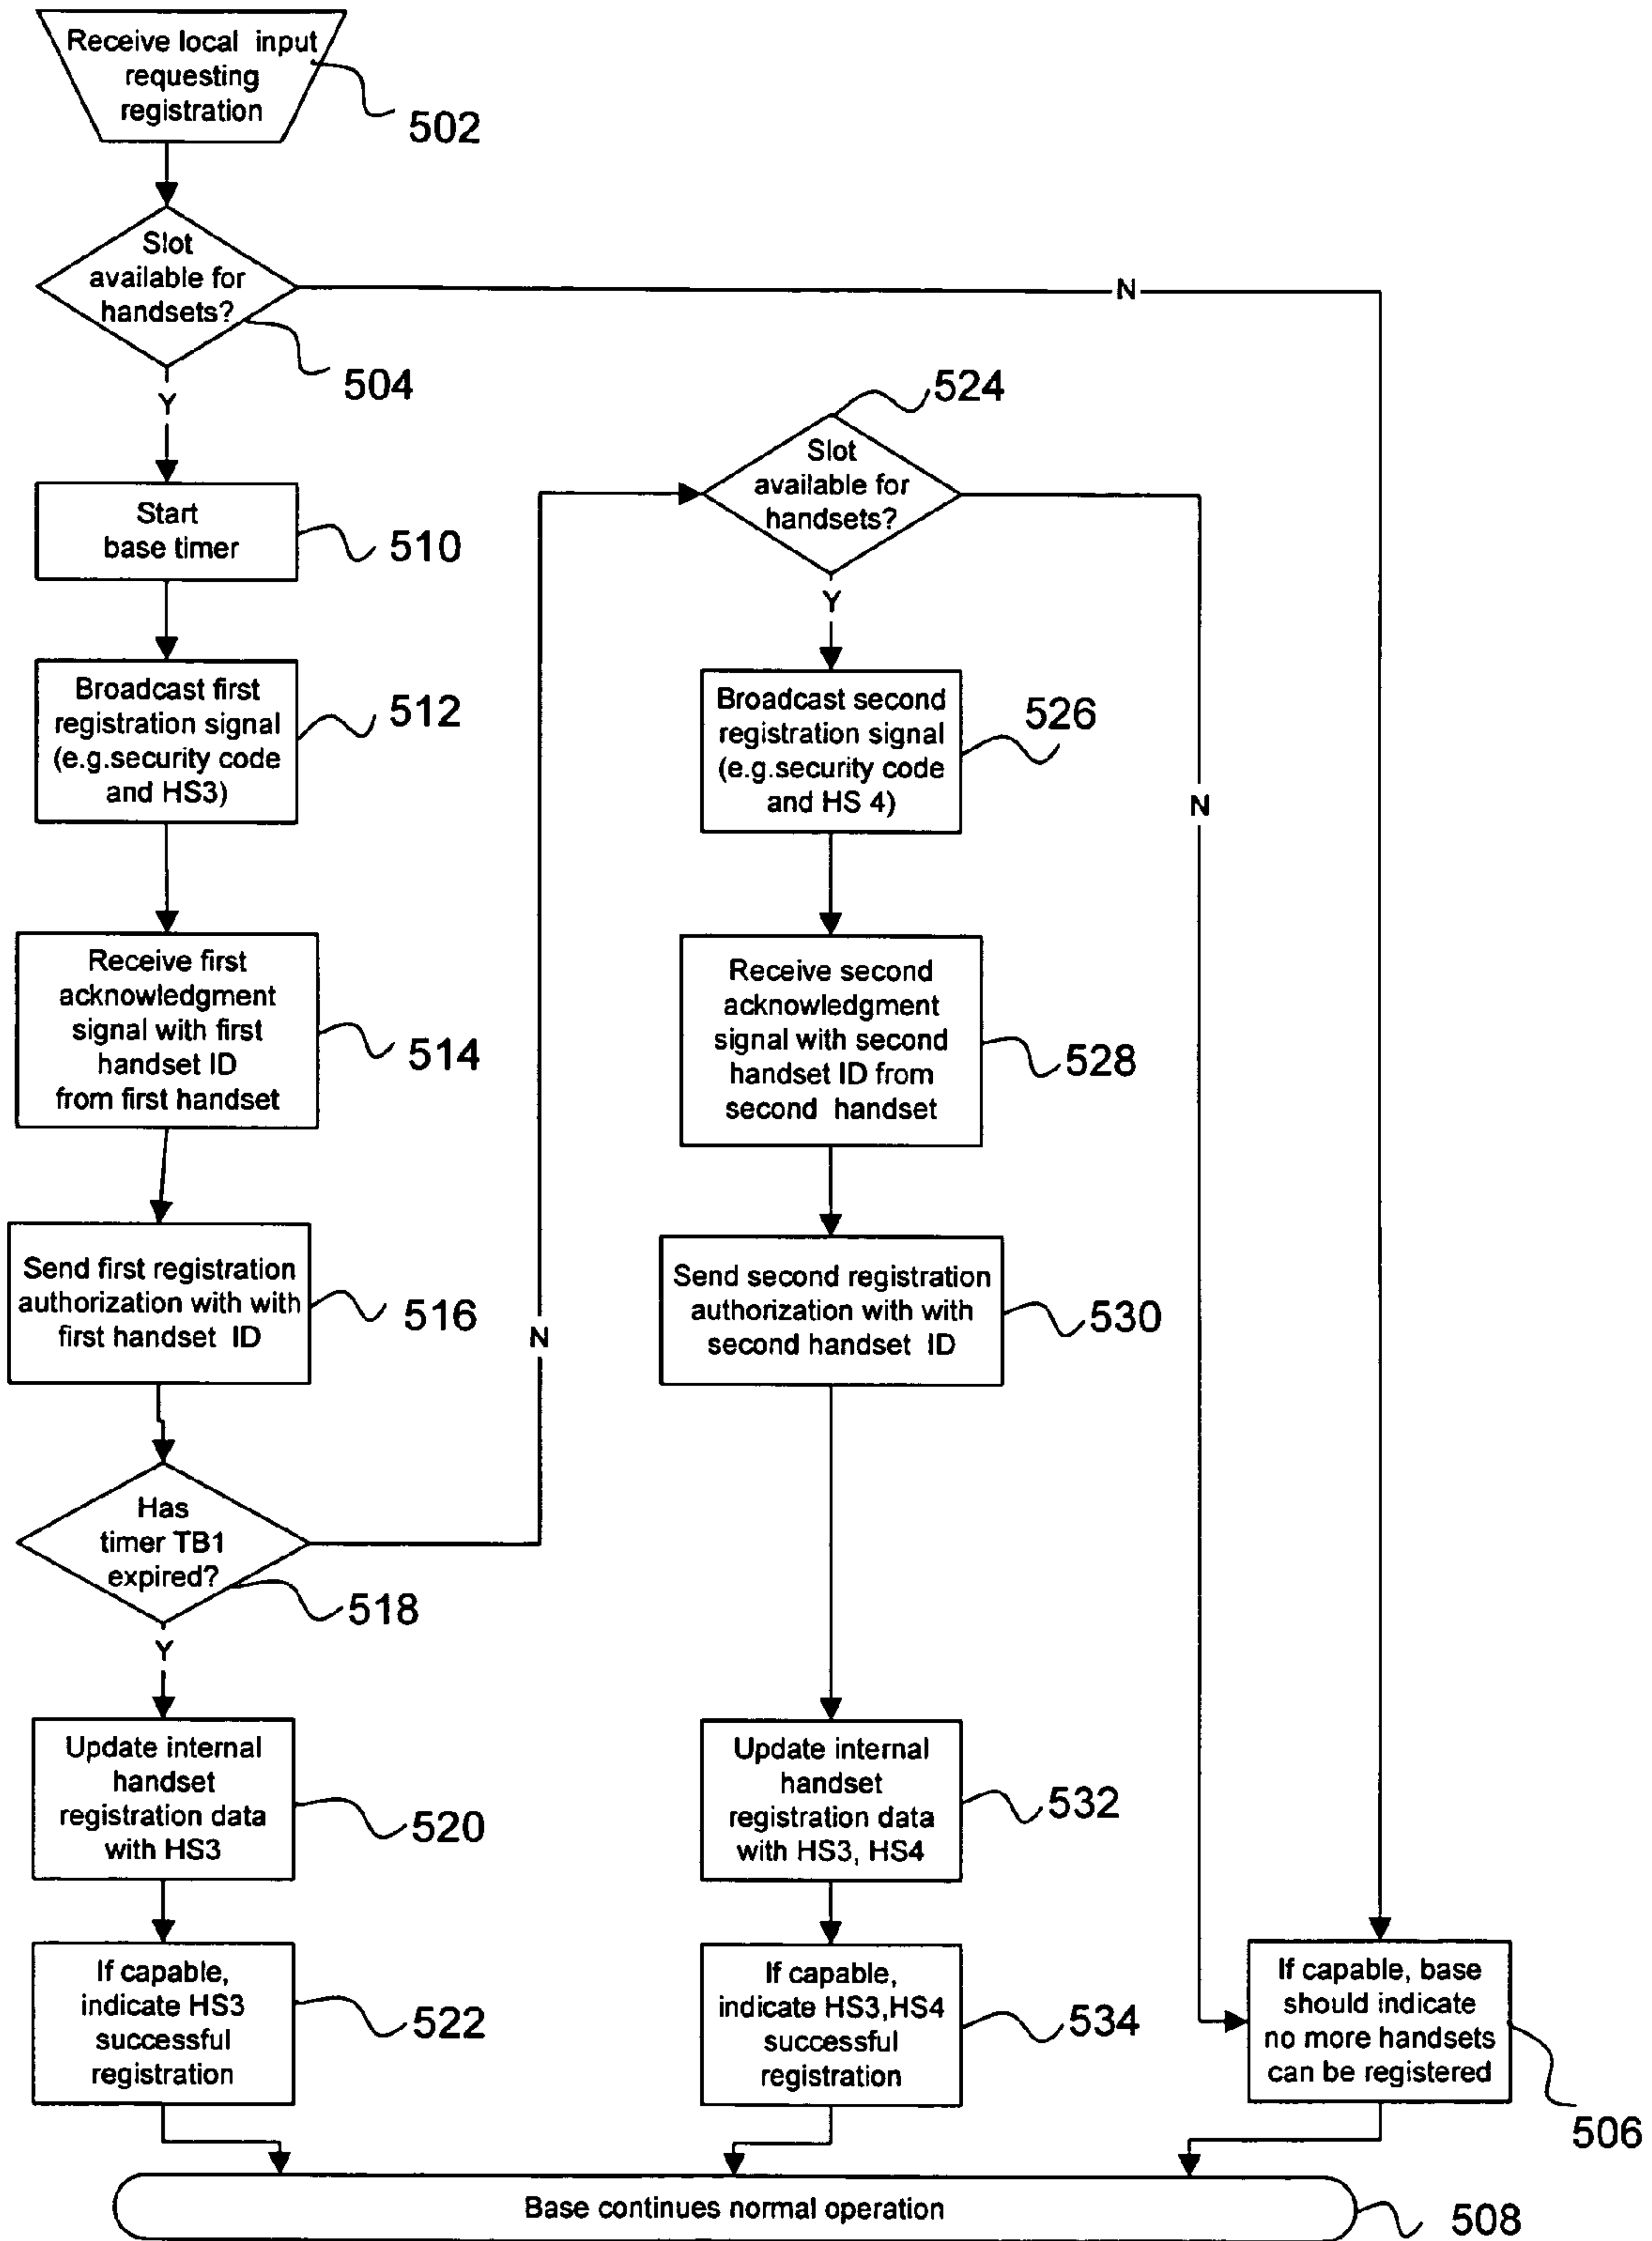 Receive local input
requesting
registration
502
Slot
available for
handsets?
504
N
Y
Start
base timer
510
Broadcast first
registration signal
(e.g.security code
and HS3)
512
Receive first
acknowledgment
signal with first
handset ID
from first handset
514
Send first registration
authorization with with
first handset ID
516
Has
timer TB1
expired?
518
N
Y
Update internal
handset
registration data
with HS3
520
If capable,
indicate HS3
successful
registration
522
524
Slot
available for
handsets?
Y
N
Broadcast second
registration signal
(e.g.security code
and HS 4)
526
Receive second
acknowledgment
signal with second
handset ID from
second handset
528
Send second registration
authorization with with
second handset ID
530
Update internal
handset
registration data
with HS3, HS4
532
If capable,
indicate HS3,HS4
successful
registration
534
If capable, base
should indicate
no more handsets
can be registered
506
Base continues normal operation
508